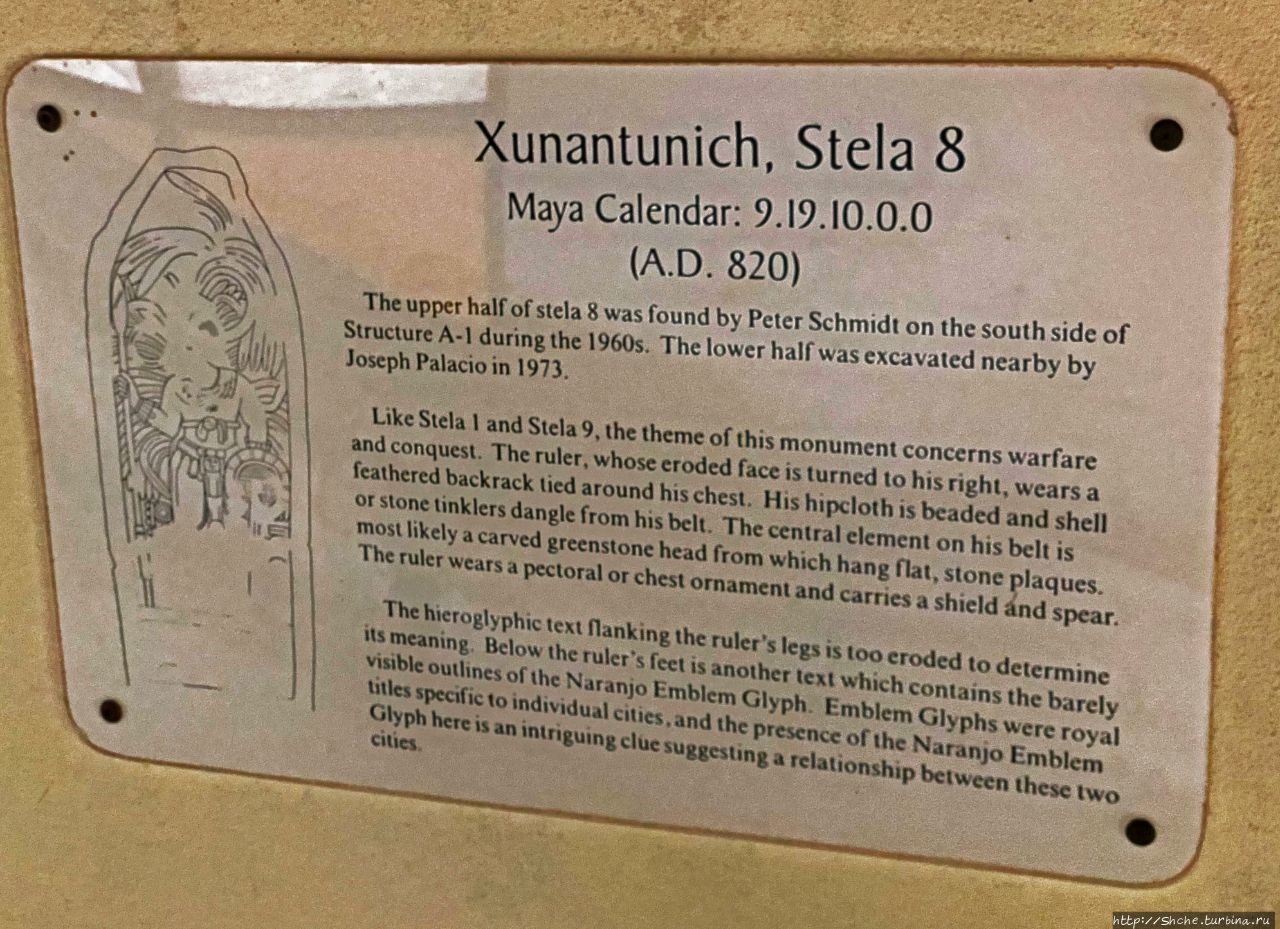 Xunantunich, Stela 8
Maya Calendar: 9.19.10.0.0
(A.D. 820)
The upper half of stela 8 was found by Peter Schmidt on the south side of
Structure A-1 during the 1960s. The lower half was excavated nearby by
Joseph Palacio in 1973.
Like Stela 1 and Stela 9, the theme of this monument concerns warfare
and conquest. The ruler, whose eroded face is turned to his right, wears a
feathered backrack tied around his chest. His hipcloth is beaded and shell
or stone tinklers dangle from his belt. The central element on his belt is
most likely a carved greenstone head from which hang flat, stone plaques.
The ruler wears a pectoral or chest ornament and carries a shield and spear.
The hieroglyphic text flanking the ruler's legs is too eroded to determine
its meaning. Below the ruler's feet is another text which contains the barely
visible outlines of the Naranjo Emblem Glyph. Emblem Glyphs were royal
titles specific to individual cities, and the presence of the Naranjo Emblem
Glyph here is an intriguing clue suggesting a relationship between these two
cities.
http://Shche.turbina.ru